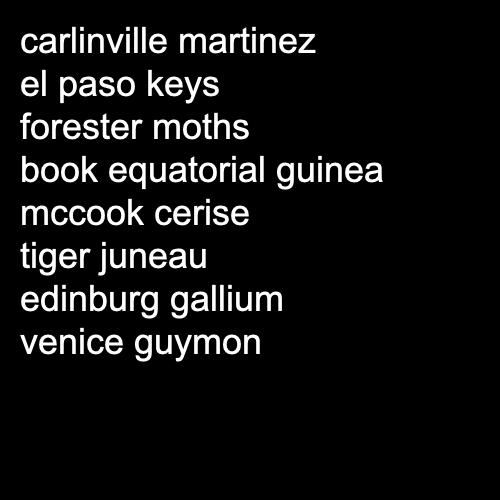 carlinville martinez
el paso keys
forester moths
book equatorial guinea
mccook cerise
tiger juneau
edinburg gallium
venice guymon